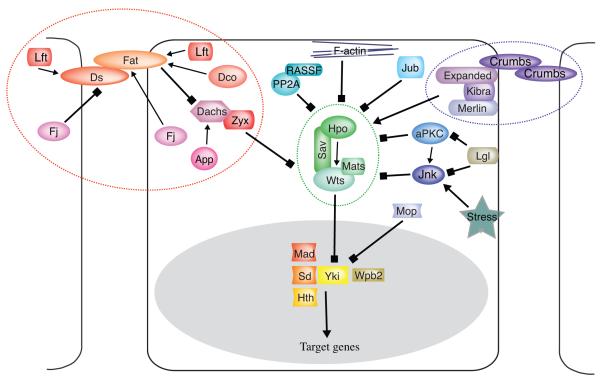 Lft
Ds
Fat
Lft
Dco
Fj
Fj
Dachs
Zyx
App
F-actin
RASSF
PP2A
Jub
Crumbs
Crumbs
Expanded
Kibra
Merlin
Hpo
Sav
Mats
Wts
aPKC
Jnk
Lgl
Stress
Mop
Mad
Sd
Yki
Wpb2
Hth
Target genes